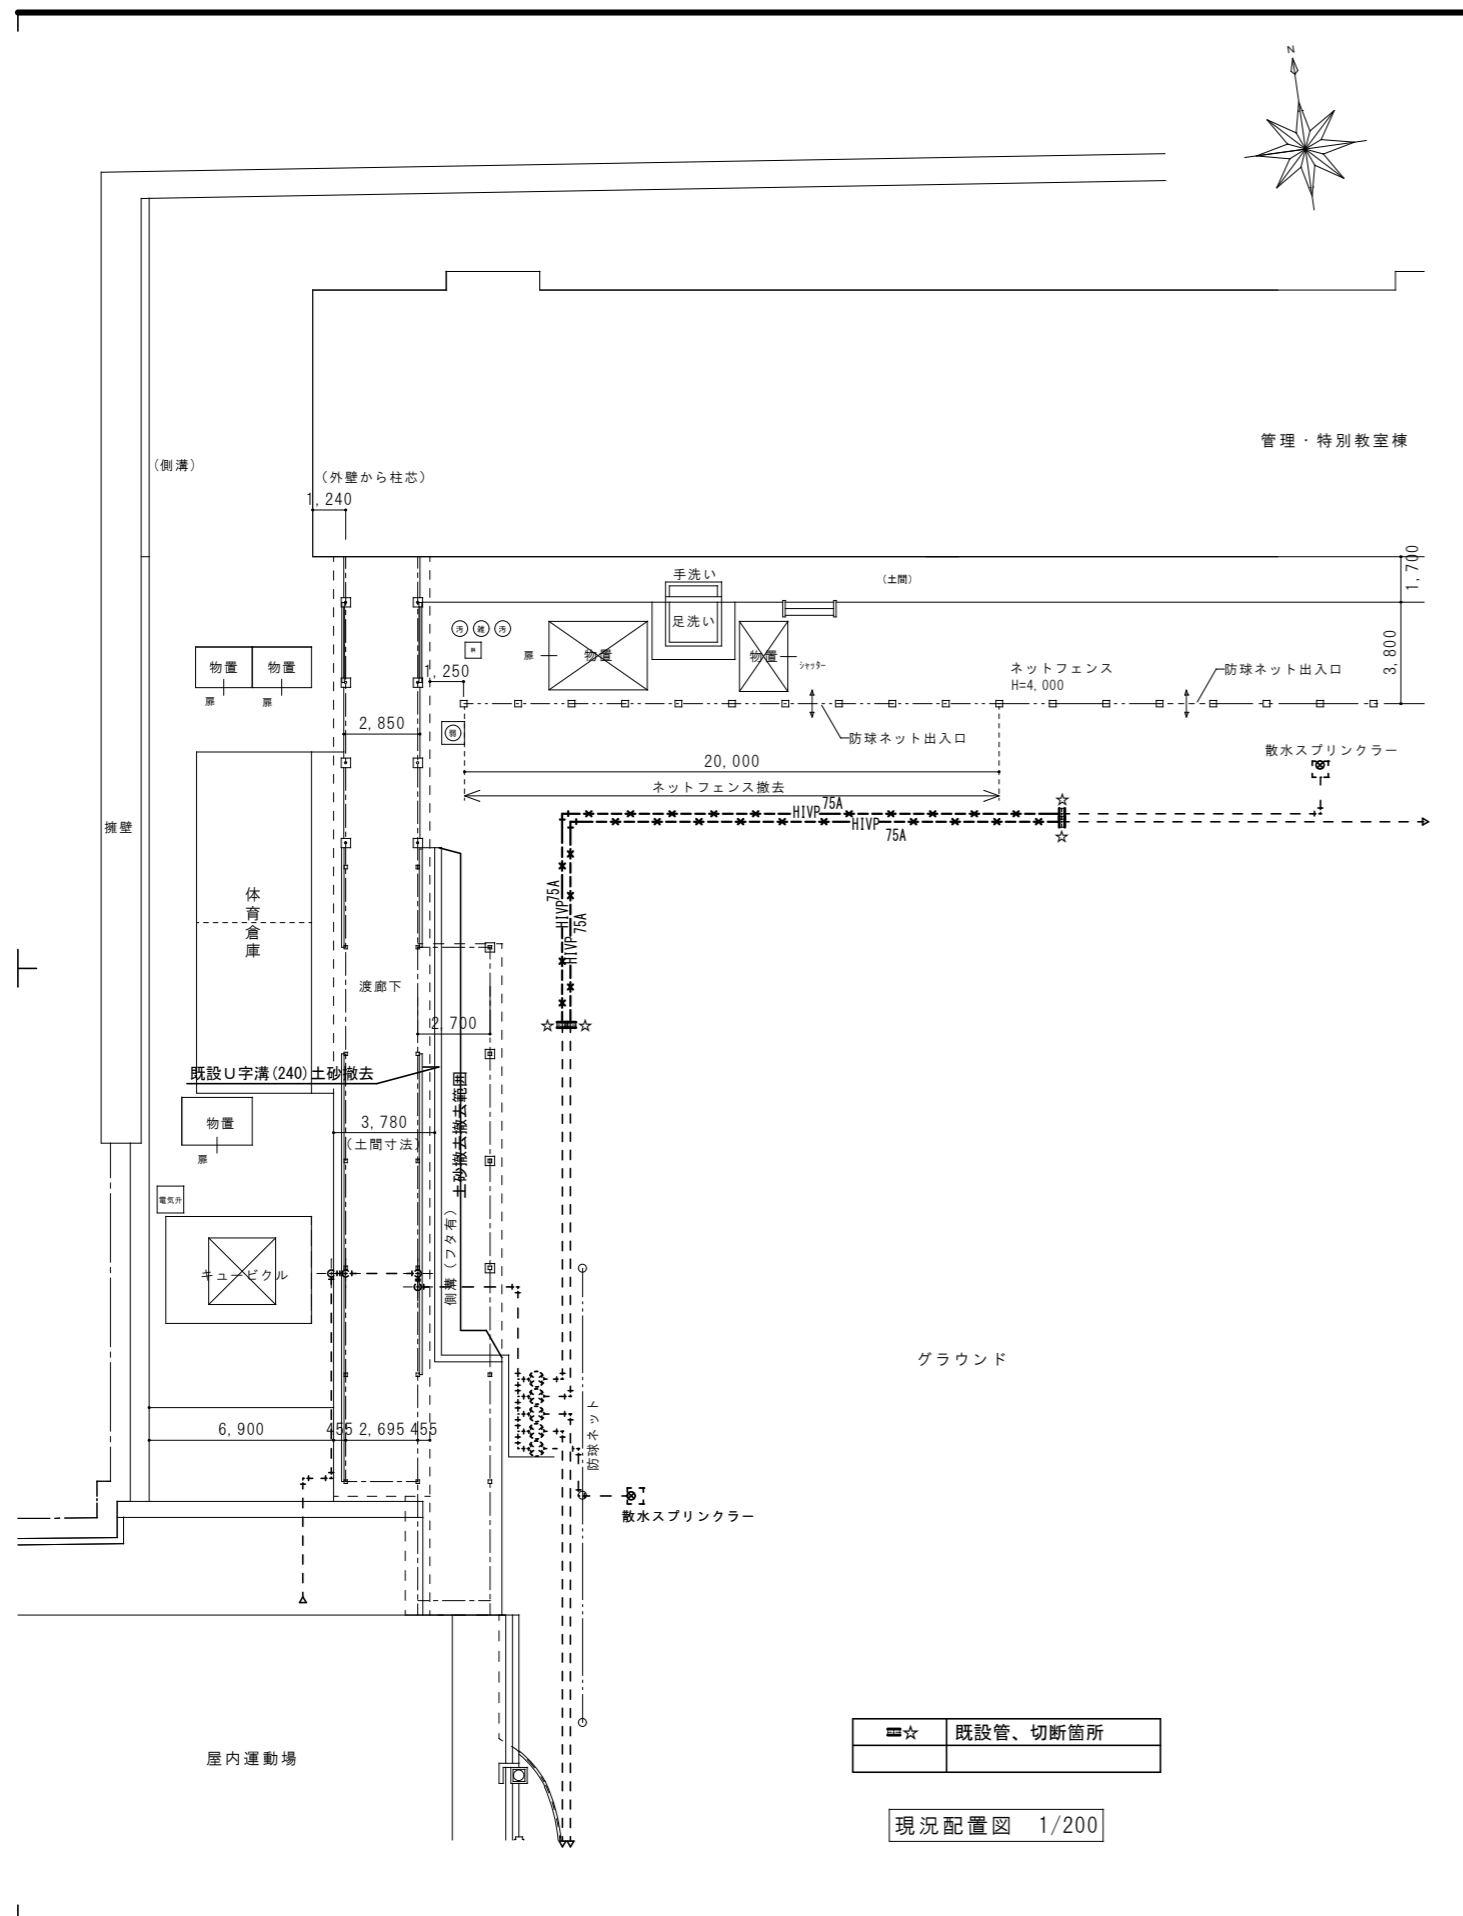 N
管理・特別教室棟
(側溝)
(外壁から柱芯)
1,240
1,700
手洗い
(土間)
足洗い
汚
雑
汚
物置
物置
扉
物置
物置
シャッター
ネットフェンス
H=4,000
防球ネット出入口
3,800
1,250
扉
扉
2,850
弱
防球ネット出入口
散水スプリンクラー
20,000
ネットフェンス撤去
HIVP 75A
HIVP 75A
擁壁
体育倉庫
HIVP 75A
HIVP 75A
渡廊下
2,700
既設U字溝(240)土砂撤去
土砂撤去撤去範囲
3,780
(土間寸法)
物置
扉
電気升
側溝(フタ有)
キュービクル
グラウンド
6,900
455
2,695
455
防球ネット
散水スプリンクラー
☆ 既設管、切断箇所
屋内運動場
現況配置図 1/200